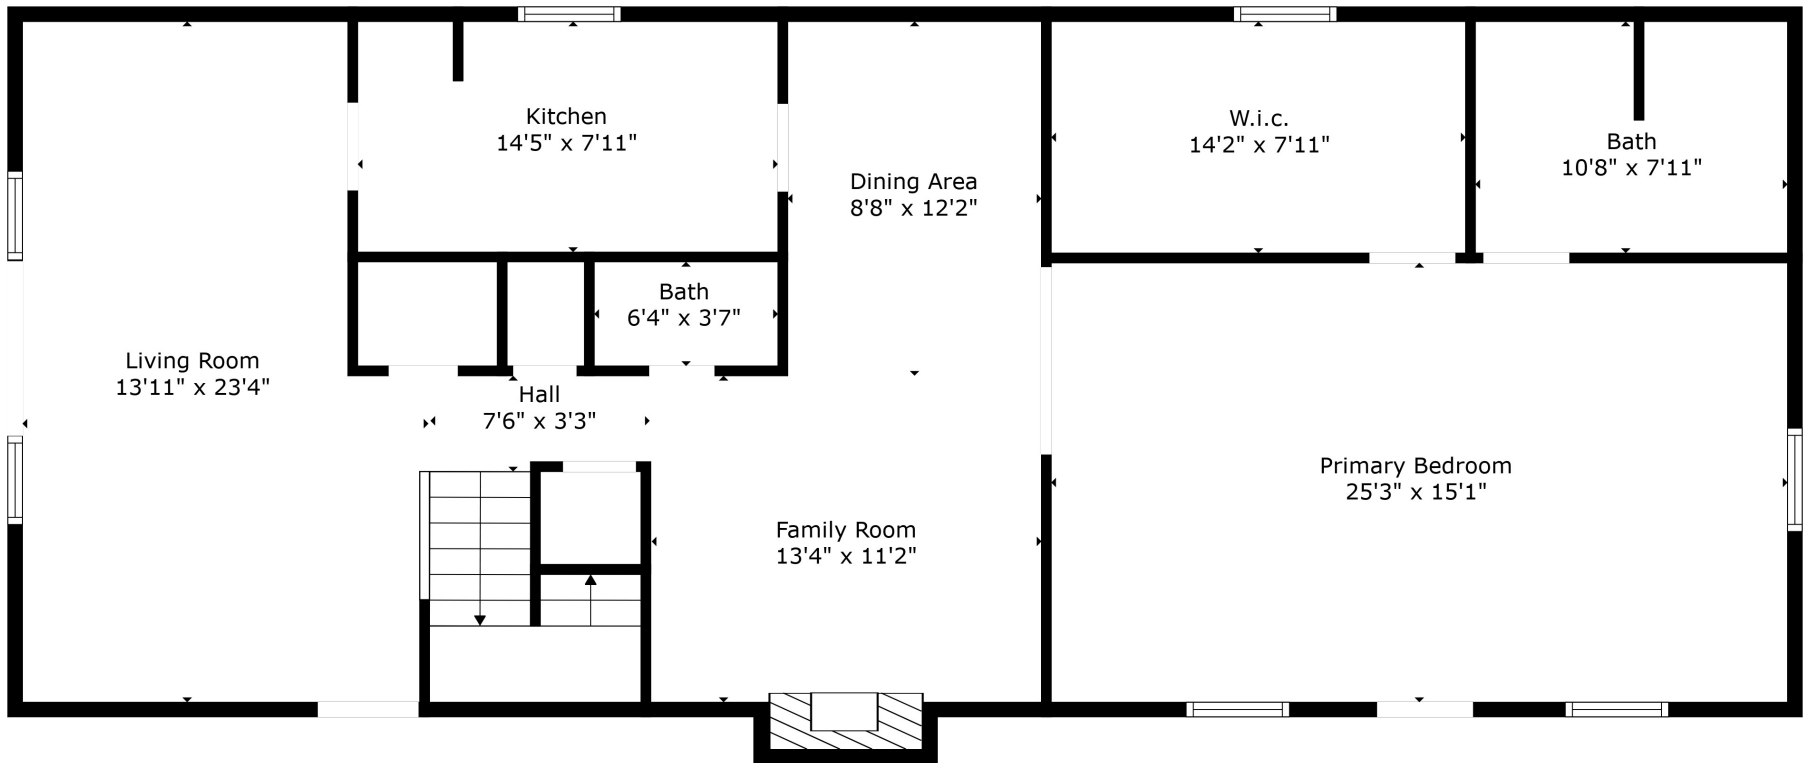 Kitchen
14'5" x 7'11"
W.i.c.
14'2" x 7'11"
Bath
10'8" x 7'11"
Dining Area
8'8" x 12'2"
Bath
6'4" x 3'7"
Living Room
13'11" x 23'4"
Hall
7'6" x 3'3"
Primary Bedroom
25'3" x 15'1"
Family Room
13'4" x 11'2"